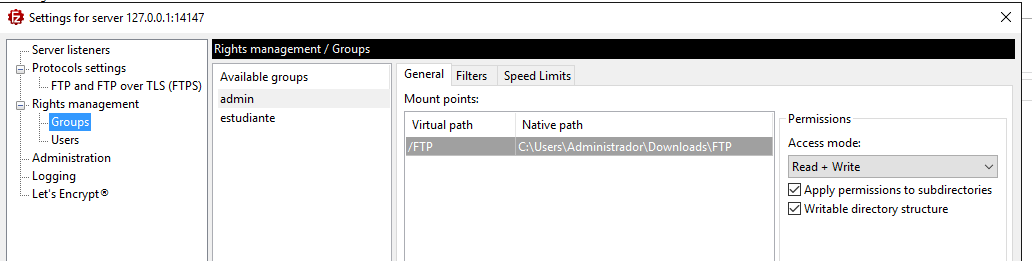 Settings for server 127.0.0.1:14147
Server listeners
Protocols settings
FTP and FTP over TLS (FTPS)
Rights management
Groups
Users
Administration
Logging
Let's Encrypt®
Rights management / Groups
Available groups
admin
estudiante
General Filters Speed Limits
Mount points:
Virtual path Native path
/FTP C:\Users\Administrador\Downloads\FTP
Permissions
Access mode:
Read + Write
Apply permissions to subdirectories
Writable directory structure